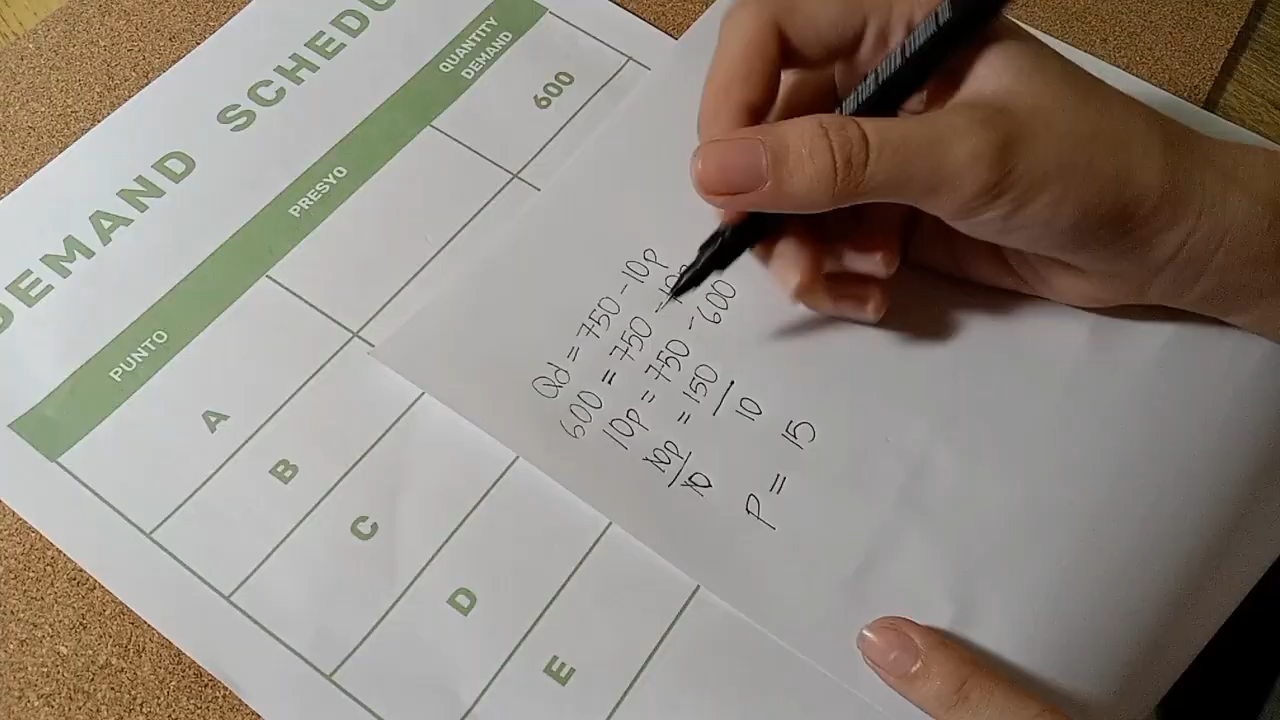 DEMAND SCHEDU
PUNTO PRESYO QUANTITY DEMAND
A 600
B
C
D
E
Qd = 750 - 10p
600 = 750 - 10p
10p = 750 - 600
10p/10 = 150/10
P = 15